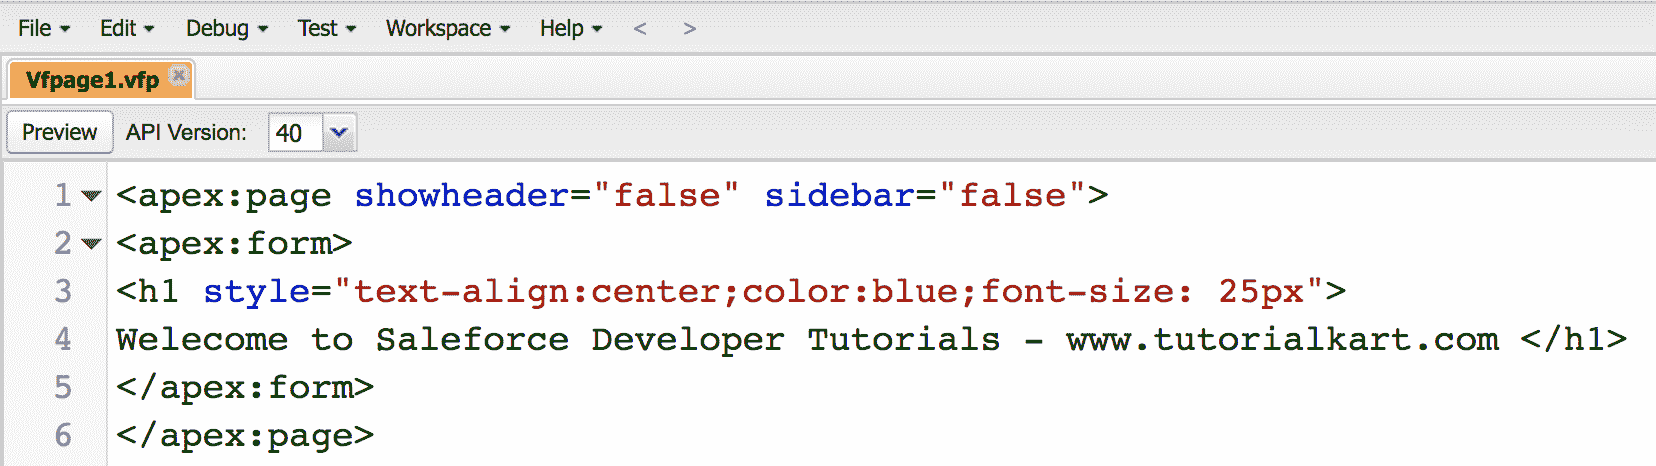 File Edit Debug Test Workspace Help < >
Vfpage1.vfp
Preview API Version: 40
1 <apex:page showheader="false" sidebar="false">
2 <apex:form>
3 <h1 style="text-align:center;color:blue;font-size: 25px">
4 Welecome to Saleforce Developer Tutorials - www.tutorialkart.com </h1>
5 </apex:form>
6 </apex:page>